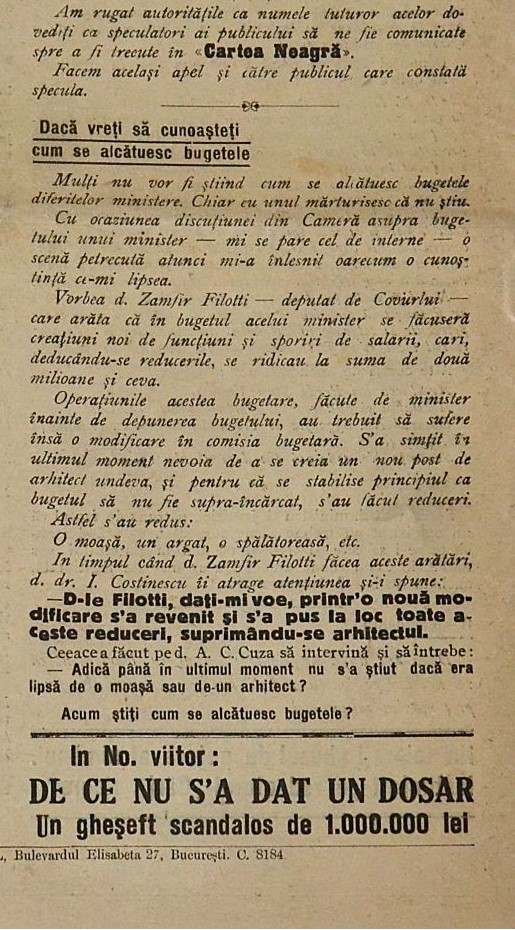 Am rugat autoritățile ca numele tuturor acelor do-
vediți ca speculatori ai publicului să ne fie comunicate
spre a fi trecute în «Cartea Neagră».
Facem același apel și către publicul care constată
specula.
Dacă vreți să cunoașteți
cum se alcătuesc bugetele
Mulți nu vor fi știind cum se alcătuesc bugetele
diferitelor ministere. Chiar eu unul mărturisesc că nu știu.
Cu ocaziunea discuțiunei din Cameră asupra buge-
tului unui minister — mi se pare cel de interne — o
scenă petrecută atunci mi-a înlesnit oarecum o cunoș-
tință ce-mi lipsea.
Vorbea d. Zamfir Filotti — deputat de Covurlui —
care arăta că în bugetul acelui minister se făcuseră
creațiuni noi de funcțiuni și sporiri de salarii, cari,
deducându-se reducerile, se ridicau la suma de două
milioane și ceva.
Operațiunile acestea bugetare, făcute de minister
înainte de depunerea bugetului, au trebuit să sufere
însă o modificare în comisia bugetară. S'a simțit în
ultimul moment nevoia de a se creia un nou post de
arhitect undeva, și pentru că se stabilise principiul ca
bugetul să nu fie supra-încărcat, s'au făcut reduceri.
Astfel s'au redus:
O moașă, un argat, o spălătoreasă, etc.
In timpul când d. Zamfir Filotti făcea aceste arătări,
d. dr. I. Costinescu îi atrage atențiunea și-i spune:
—D-le Filotti, dați-mi voe, printr'o nouă mo-
dificare s'a revenit și s'a pus la loc toate a-
ceste reduceri, suprimându-se arhitectul.
Ceeace a făcut pe d. A. C. Cuza să intervină și să întrebe:
— Adică până în ultimul moment nu s'a știut dacă era
lipsă de o moașă sau de-un arhitect?
Acum știți cum se alcătuesc bugetele?
In No. viitor:
DE CE NU S'A DAT UN DOSAR
Un gheșeft scandalos de 1.000.000 lei
Bulevardul Elisabeta 27, București. C. 8184